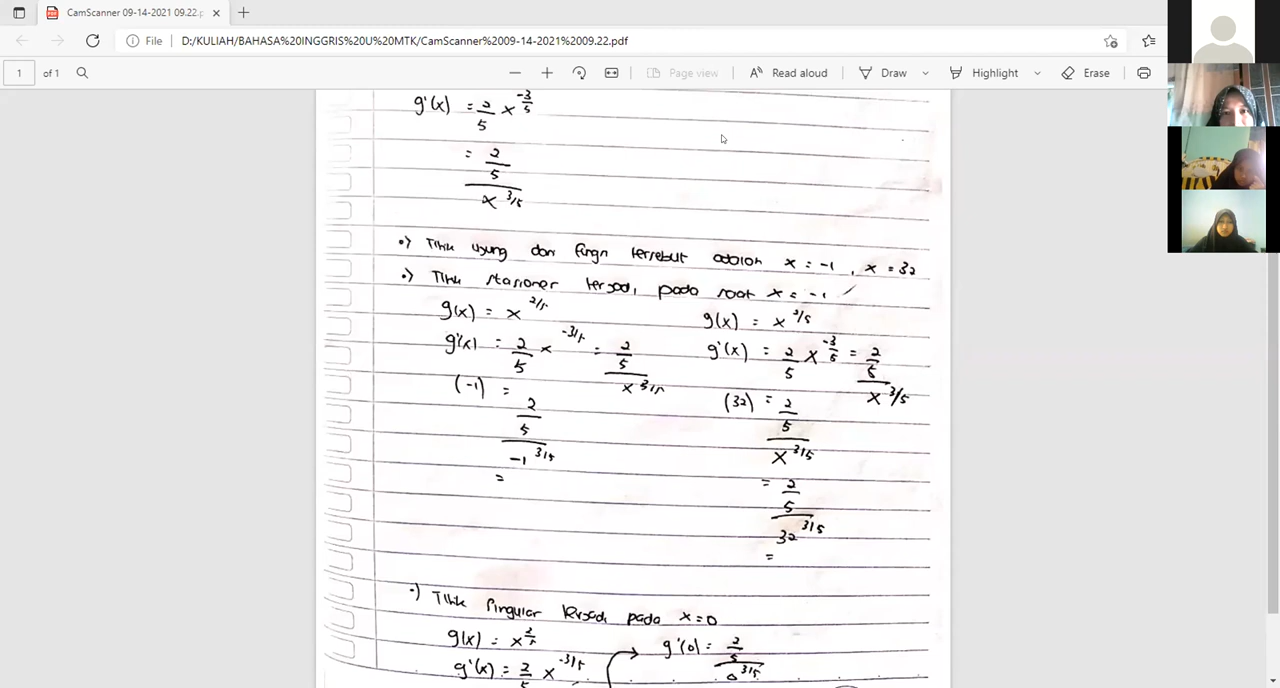 CamScanner 09-14-2021 09.22.p
File D:/KULIAH/BAHASA%20INGGRIS%20U%20MTK/CamScanner%2009-14-2021%2009.22.pdf
1 of 1 Page view Read aloud Draw Highlight Erase
g'(x) = 2/5 x^-3/5
= 2/5 / x^3/5
•) Titik ujung dari fungsi tersebut adalah x = -1, x = 32
•) Titik stasioner terjadi pada saat x = -1
g(x) = x^2/5 g(x) = x^2/5
g'(x) = 2/5 x^-3/5 = 2/5 / x^3/5 g'(x) = 2/5 x^-3/5 = 2/5 / x^3/5
(-1) = 2/5 / -1^3/5 (32) = 2/5 / x^3/5
= = 2/5 / 32^3/5
=
•) Titik singular terjadi pada x=0
g(x) = x^2/5 g'(0) = 2/5 / 0^3/5
g'(x) = 2/5 x^-3/5